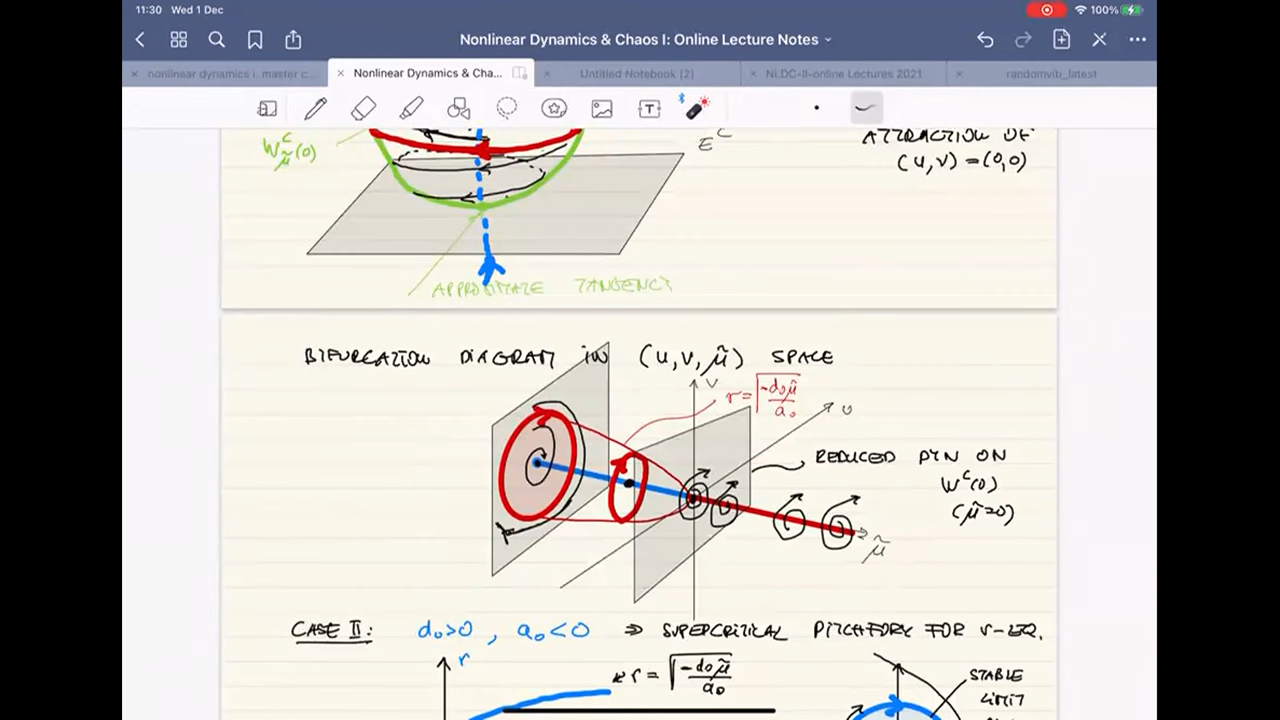 11:30 Wed 1 Dec
100%
Nonlinear Dynamics & Chaos I: Online Lecture Notes
nonlinear dynamics i. master c...
Nonlinear Dynamics & Cha...
Untitled Notebook (2)
NLDC-II-online Lectures 2021
randomvib_latest
W^c_μ̃(0)
E^c
ATTRACTION OF
(u,v) = (0,0)
APPROXIMATE TANGENCY
BIFURCATION DIAGRAM IN (u,v,μ̃) SPACE
v
r = √(-d₀μ̃/a₀)
u
REDUCED DYN ON
W^c(0)
(μ̃=0)
μ̃
CASE II: d₀>0, a₀<0 ⇒ SUPERCRITICAL PITCHFORK FOR r-EQ.
r
r = √(-d₀μ̃/a₀)
STABLE
LIMIT